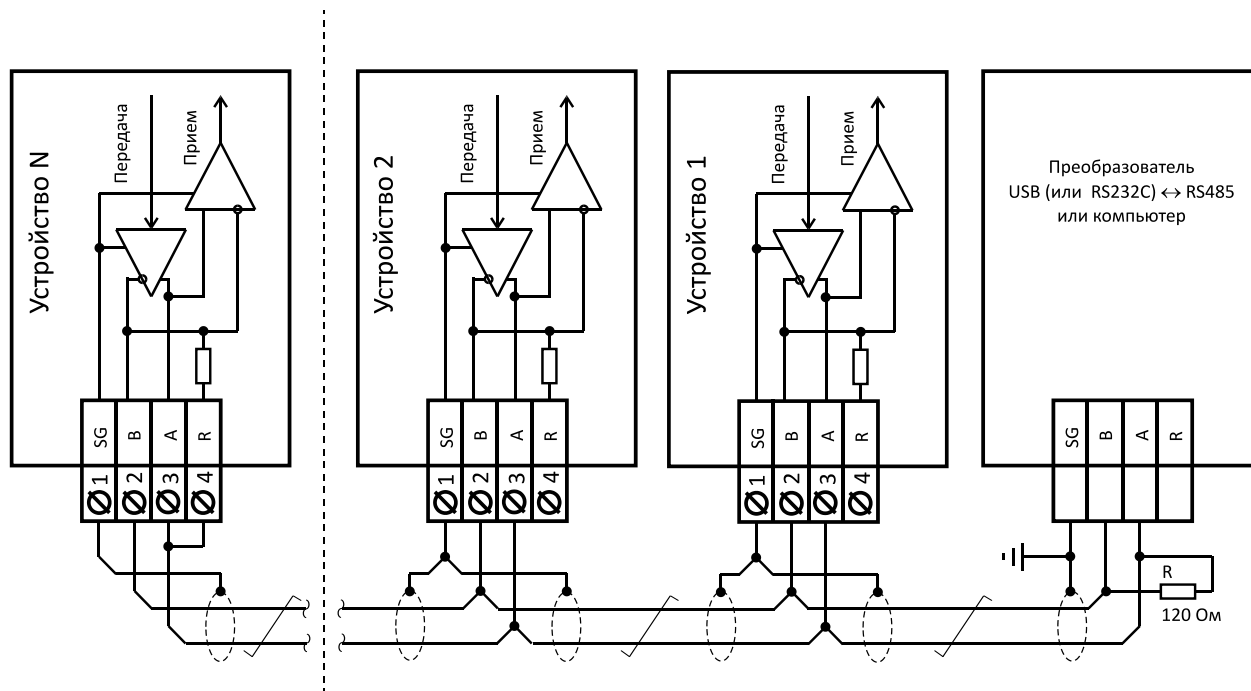 Устройство N
Передача
Прием
SG
B
A
R
1
2
3
4
Устройство 2
Передача
Прием
SG
B
A
R
1
2
3
4
Устройство 1
Передача
Прием
SG
B
A
R
1
2
3
4
Преобразователь
USB (или RS232C) ↔ RS485
или компьютер
SG
B
A
R
R
120 Ом